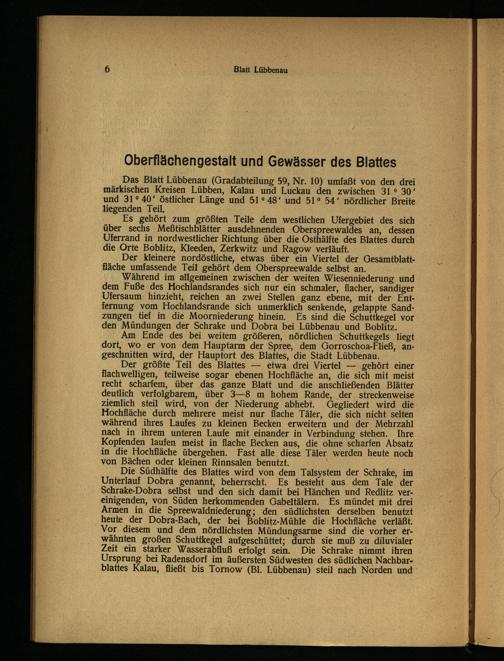 6
Blatt Lübbenau
Oberflächengestalt und Gewässer des Blattes
Das Blatt Lübbenau (Gradabteilung 59, Nr. 10) umfaßt von den drei
märkischen Kreisen Lübben, Kalau und Luckau den zwischen 31° 30'
und 31° 40' östlicher Länge und 51° 48' und 51° 54' nördlicher Breite
liegenden Teil.
Es gehört zum größten Teile dem westlichen Ufergebiet des sich
über sechs Meßtischblätter ausdehnenden Oberspreewaldes an, dessen
Uferrand in nordwestlicher Richtung über die Osthälfte des Blattes durch
die Orte Boblitz, Kleeden, Zerkwitz und Ragow verläuft.
Der kleinere nordöstliche, etwas über ein Viertel der Gesamtblatt-
fläche umfassende Teil gehört dem Oberspreewalde selbst an.
Während im allgemeinen zwischen der weiten Wiesenniederung und
dem Fuße des Hochlandsrandes sich nur ein schmaler, flacher, sandiger
Ufersaum hinzieht, reichen an zwei Stellen ganz ebene, mit der Ent-
fernung vom Hochlandsrande sich unmerklich senkende, gelappte Sand-
zungen tief in die Moorniederung hinein. Es sind die Schuttkegel vor
den Mündungen der Schrake und Dobra bei Lübbenau und Boblitz.
Am Ende des bei weitem größeren, nördlichen Schuttkegels liegt
dort, wo er von dem Hauptarm der Spree, dem Gorroschoa-Fließ, an-
geschnitten wird, der Hauptort des Blattes, die Stadt Lübbenau.
Der größte Teil des Blattes — etwa drei Viertel — gehört einer
flachwelligen, teilweise sogar ebenen Hochfläche an, die sich mit meist
recht scharfem, über das ganze Blatt und die anschließenden Blätter
deutlich verfolgbarem, über 3—8 m hohem Rande, der streckenweise
ziemlich steil wird, von der Niederung abhebt. Gegliedert wird die
Hochfläche durch mehrere meist nur flache Täler, die sich nicht selten
während ihres Laufes zu kleinen Becken erweitern und der Mehrzahl
nach in ihrem unteren Laufe mit einander in Verbindung stehen. Ihre
Kopfenden laufen meist in flache Becken aus, die ohne scharfen Absatz
in die Hochfläche übergehen. Fast alle diese Täler werden heute noch
von Bächen oder kleinen Rinnsalen benutzt.
Die Südhälfte des Blattes wird von dem Talsystem der Schrake, im
Unterlauf Dobra genannt, beherrscht. Es besteht aus dem Tale der
Schrake-Dobra selbst und den sich damit bei Hänchen und Redlitz ver-
einigenden, von Süden herkommenden Gabeltälern. Es mündet mit drei
Armen in die Spreewaldniederung; den südlichsten derselben benutzt
heute der Dobra-Bach, der bei Boblitz-Mühle die Hochfläche verläßt.
Vor diesem und dem nördlichsten Mündungsarme sind die vorher er-
wähnten großen Schuttkegel aufgeschüttet; durch sie muß zu diluvialer
Zeit ein starker Wasserabfluß erfolgt sein. Die Schrake nimmt ihren
Ursprung bei Radensdorf im äußersten Südwesten des südlichen Nachbar-
blattes Kalau, fließt bis Tornow (Bl. Lübbenau) steil nach Norden und